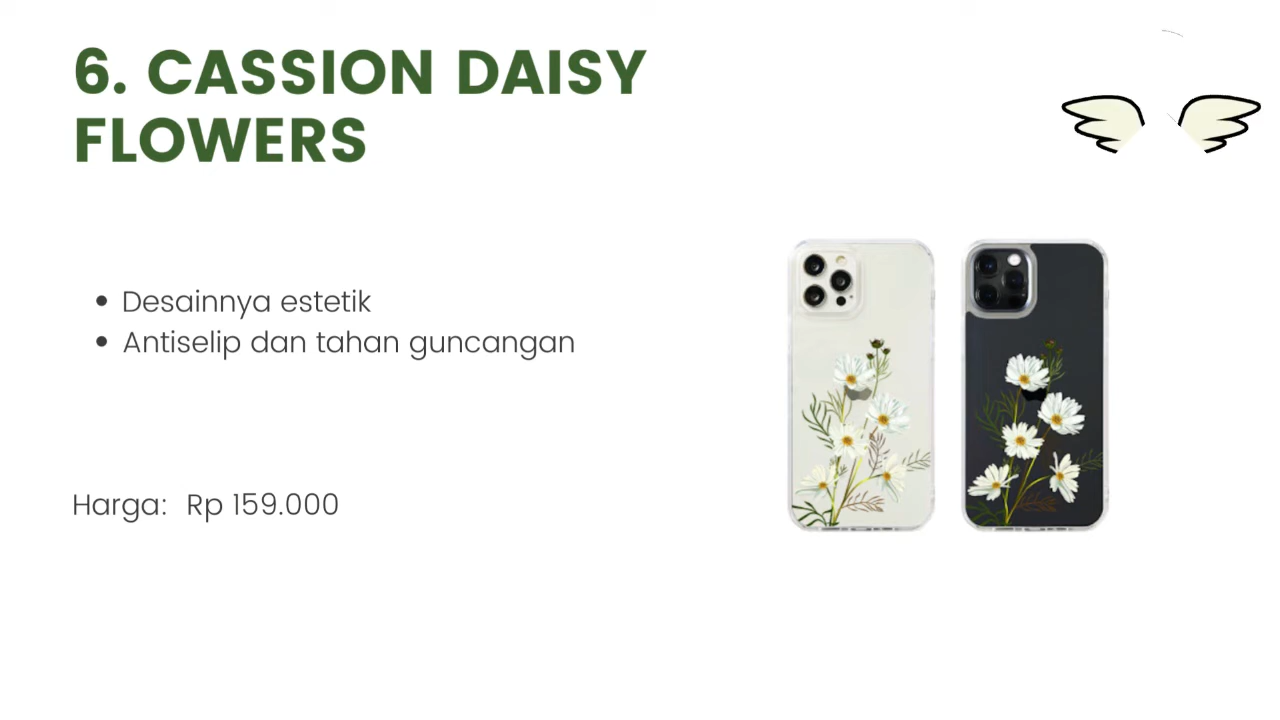 6. CASSION DAISY
FLOWERS
Desainnya estetik
Antiselip dan tahan guncangan
Harga: Rp 159.000